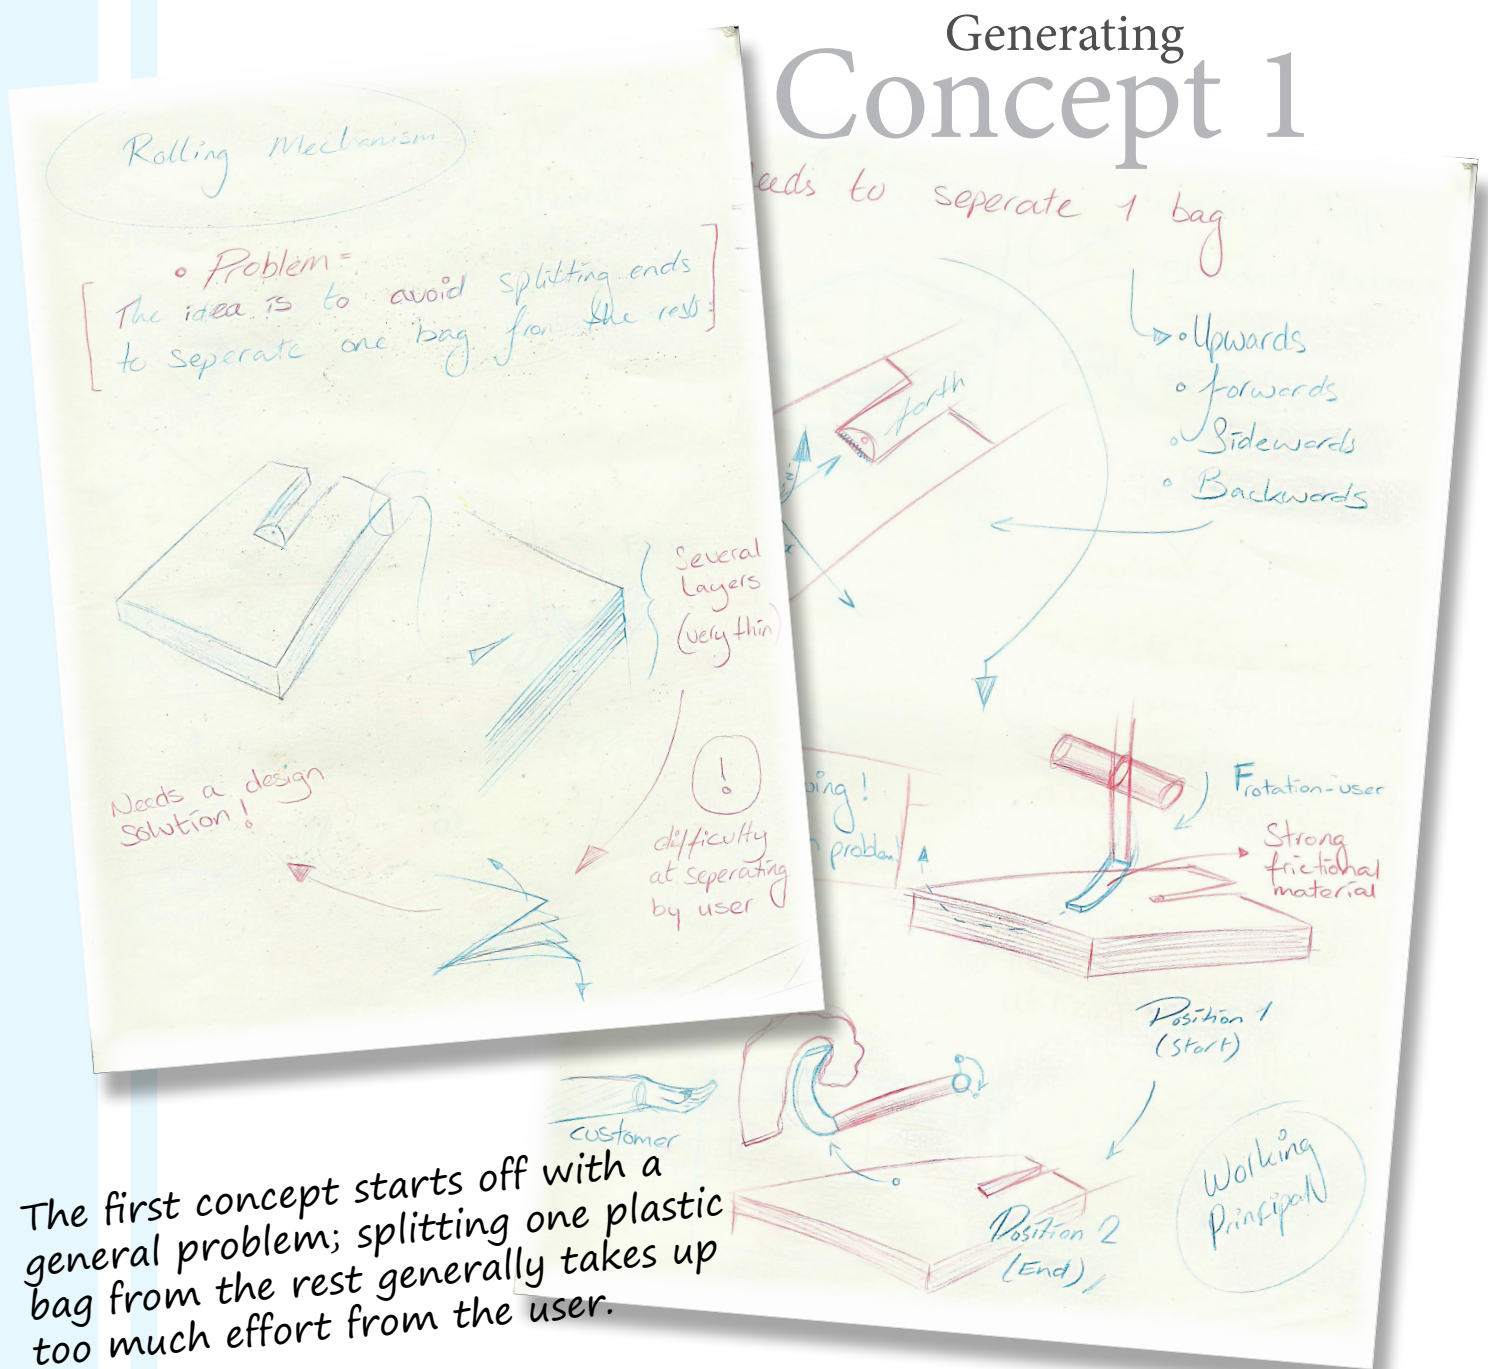 Generating
Concept 1
Rolling Mechanism
Problem =
The idea is to avoid splitting ends
to seperate one bag from the rest
Several
Layers
(very thin)
!
difficulty
at seperating
by user
Needs a design
solution!
to seperate 1 bag
Upwards
forwards
Sidewards
Backwards
forth
problem!
Frotation-user
Strong
frictional
material
Position 1
(Start)
customer
Position 2
(End)
Working
Principal
The first concept starts off with a
general problem; splitting one plastic
bag from the rest generally takes up
too much effort from the user.